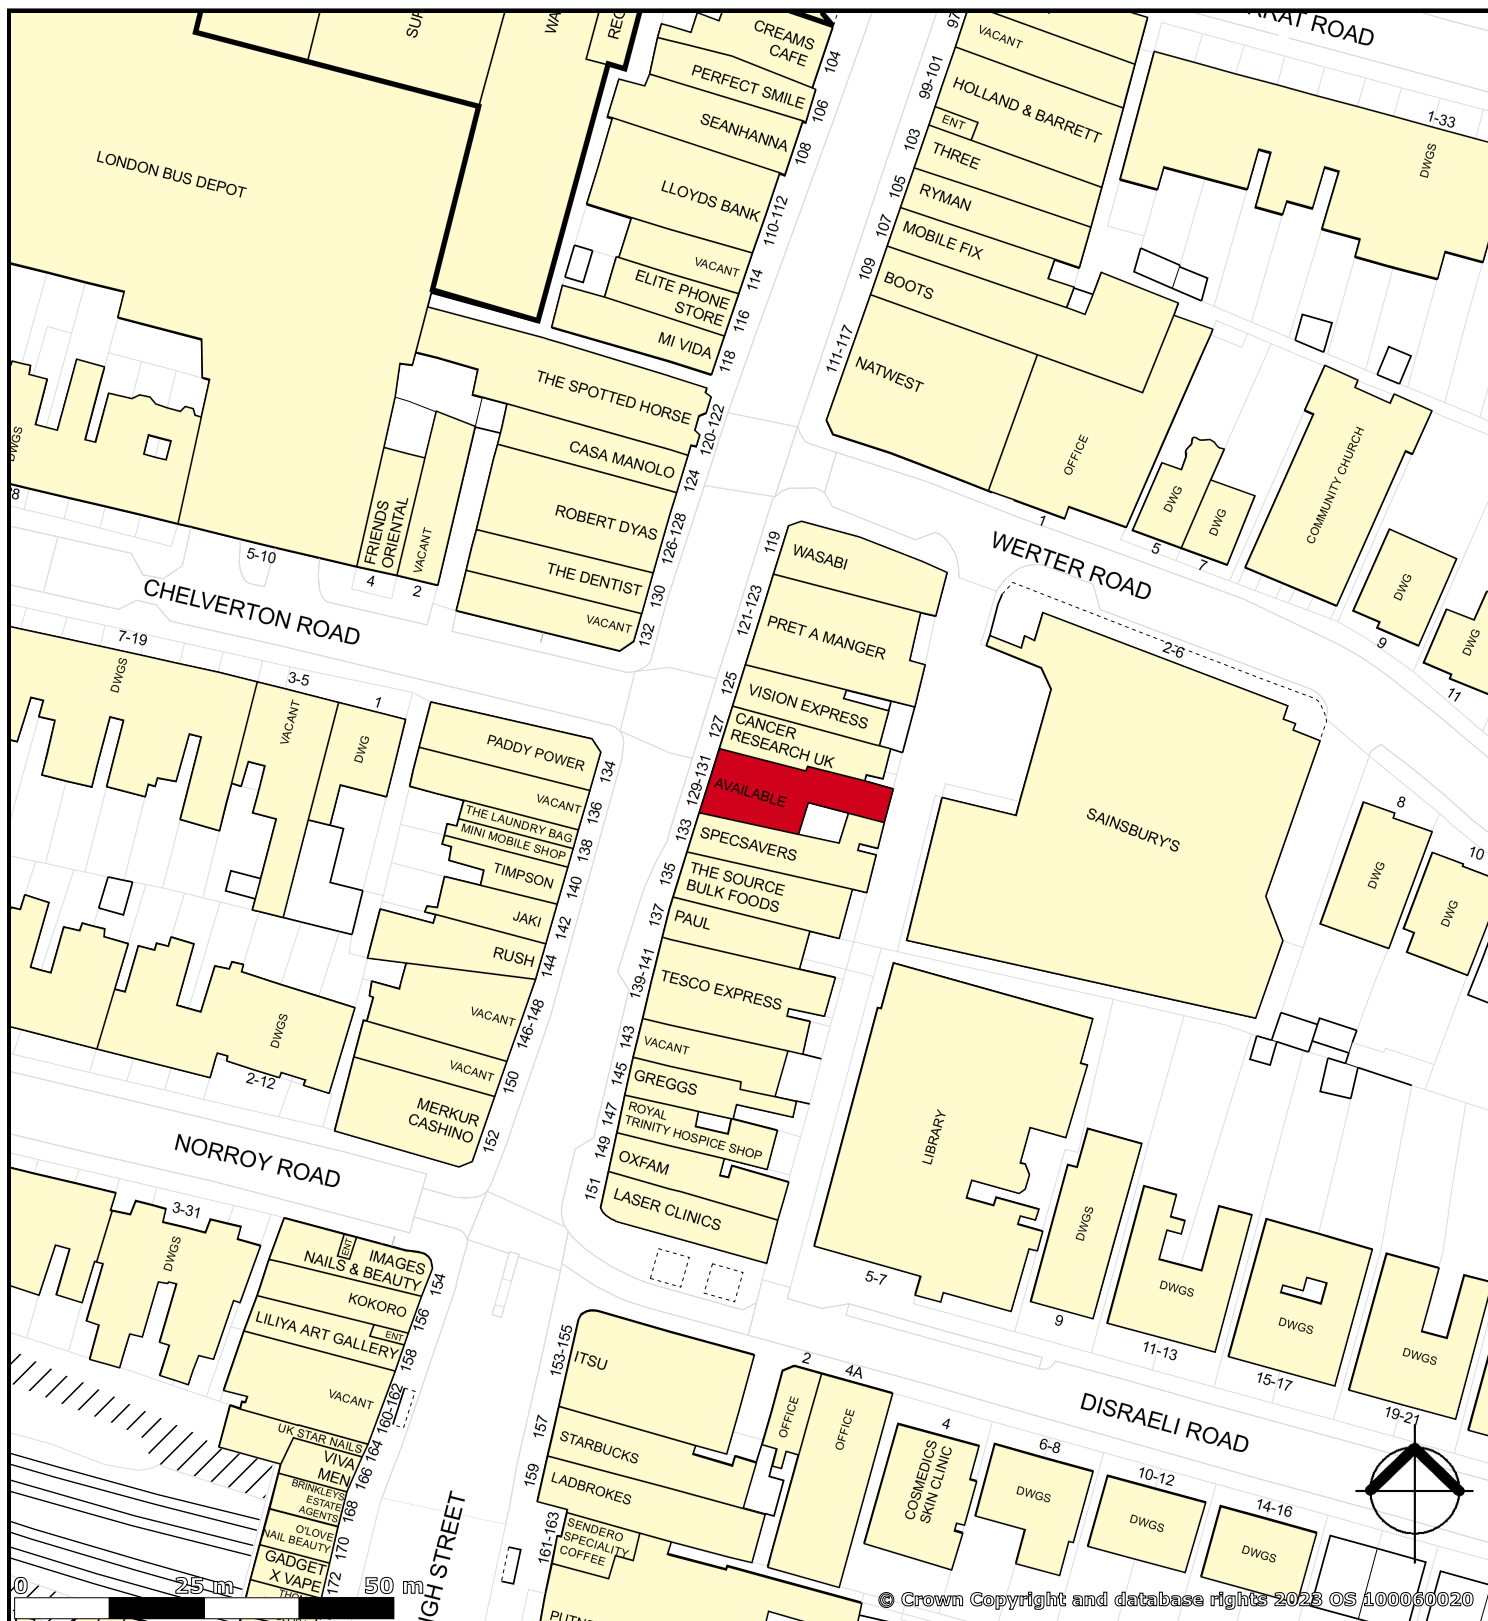 CREAMS
CAFE
104
PERFECT SMILE
106
SEANHANNA
108
LLOYDS BANK
110-112
VACANT
114
ELITE PHONE
STORE
116
MI VIDA
118
LONDON BUS DEPOT
5-10
THE SPOTTED HORSE
120-122
CASA MANOLO
124
ROBERT DYAS
126-128
THE DENTIST
130
VACANT
132
FRIENDS
ORIENTAL
4
VACANT
2
DWGS
CHELVERTON ROAD
97
VACANT
99-101
HOLLAND & BARRETT
ENT
103
THREE
105
RYMAN
107
MOBILE FIX
109
BOOTS
111-117
NATWEST
OFFICE
1
DWG
5
DWG
7
COMMUNITY CHURCH
DWG
9
DWG
11
1-33
DWGS
WERTER ROAD
119
WASABI
121-123
PRET A MANGER
125
VISION EXPRESS
127
CANCER
RESEARCH UK
129-131
AVAILABLE
133
SPECSAVERS
135
THE SOURCE
BULK FOODS
137
PAUL
139-141
TESCO EXPRESS
143
VACANT
145
GREGGS
147
ROYAL
TRINITY HOSPICE SHOP
149
OXFAM
151
LASER CLINICS
2-6
SAINSBURY'S
8
DWG
10
DWG
LIBRARY
5-7
DWGS
9
DWGS
11-13
DWGS
15-17
DWGS
19-21
7-19
DWGS
3-5
VACANT
1
DWG
PADDY POWER
134
VACANT
136
THE LAUNDRY BAG
MINI MOBILE SHOP
138
TIMPSON
140
JAKI
142
RUSH
144
VACANT
146-148
VACANT
150
MERKUR
CASHINO
152
DWGS
2-12
NORROY ROAD
3-31
DWGS
ENT
IMAGES
NAILS & BEAUTY
154
KOKORO
156
LILIYA ART GALLERY
ENT
158
VACANT
160-162
UK STAR NAILS
164
VIVA
MEN
166
BRINKLEYS
ESTATE
AGENTS
168
O'LOVE
NAIL BEAUTY
170
GADGET
X VAPE
172
153-155
ITSU
157
STARBUCKS
159
LADBROKES
161-163
SENDERO
SPECIALITY
COFFEE
2
OFFICE
4A
OFFICE
4
COSMEDICS
SKIN CLINIC
6-8
DWGS
10-12
DWGS
14-16
DWGS
DISRAELI ROAD
0
25 m
50 m
© Crown Copyright and database rights 2023 OS 100060020